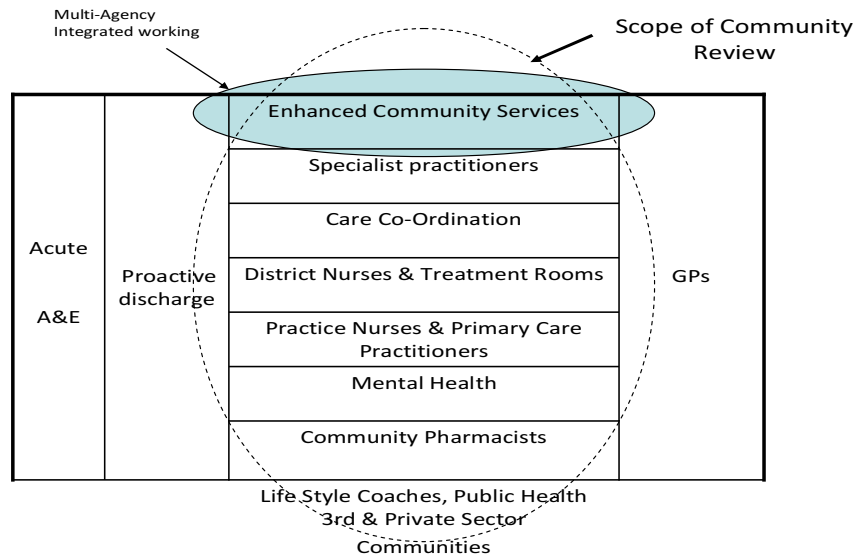 Multi-Agency
Integrated working
Scope of Community
Review
Enhanced Community Services
Specialist practitioners
Care Co-Ordination
Acute
A&E
Proactive
discharge
District Nurses & Treatment Rooms
GPs
Practice Nurses & Primary Care
Practitioners
Mental Health
Community Pharmacists
Life Style Coaches, Public Health
3rd & Private Sector
Communities